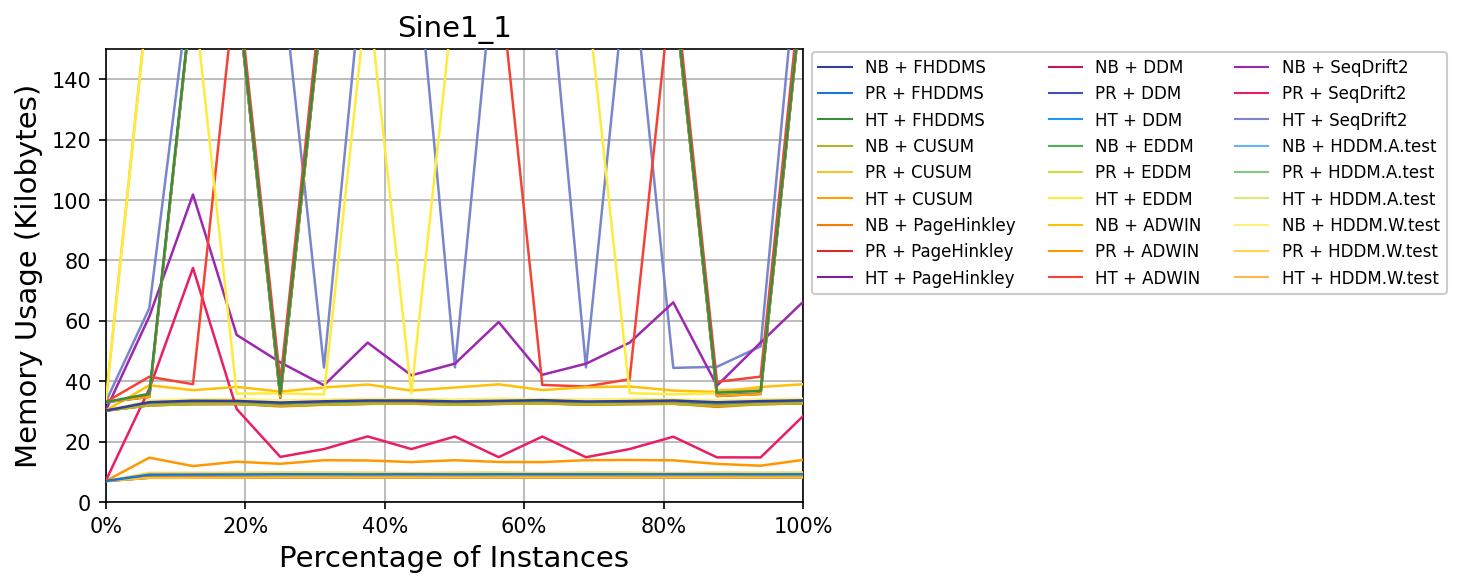 Sine1_1
Memory Usage (Kilobytes)
140
120
100
80
60
40
20
0
0%
20%
40%
60%
80%
100%
Percentage of Instances
NB + FHDDMS
PR + FHDDMS
HT + FHDDMS
NB + CUSUM
PR + CUSUM
HT + CUSUM
NB + PageHinkley
PR + PageHinkley
HT + PageHinkley
NB + DDM
PR + DDM
HT + DDM
NB + EDDM
PR + EDDM
HT + EDDM
NB + ADWIN
PR + ADWIN
HT + ADWIN
NB + SeqDrift2
PR + SeqDrift2
HT + SeqDrift2
NB + HDDM.A.test
PR + HDDM.A.test
HT + HDDM.A.test
NB + HDDM.W.test
PR + HDDM.W.test
HT + HDDM.W.test